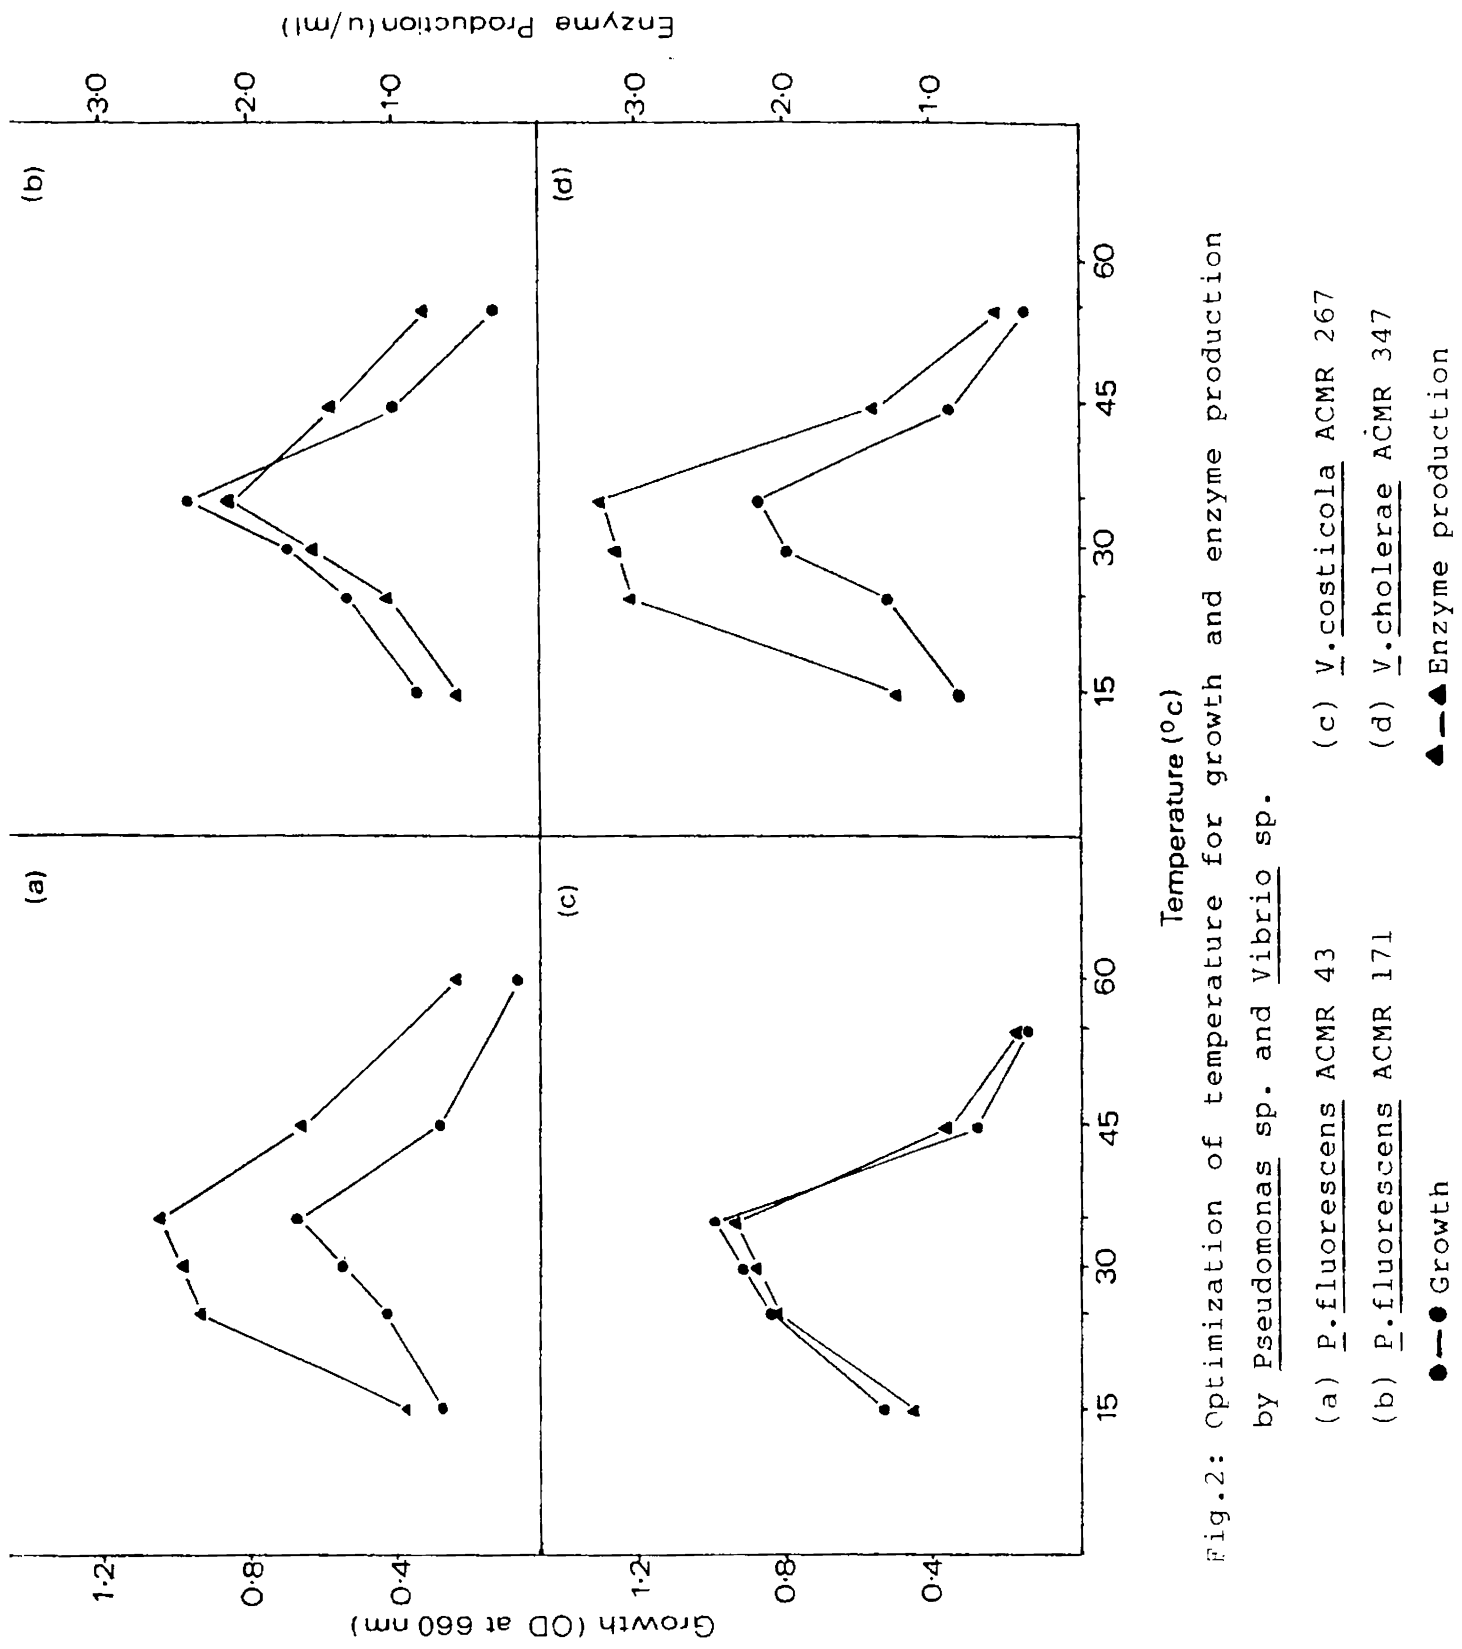 (a)
(b)
(c)
(d)
1·2
0·8
0·4
1·2
0·8
0·4
Growth (OD at 660 nm)
3·0
2·0
1·0
3·0
2·0
1·0
Enzyme Production (u/ml)
15 30 45 60 15 30 45 60
Temperature (°c)
Fig.2: Optimization of temperature for growth and enzyme production
by Pseudomonas sp. and Vibrio sp.
(a) P.fluorescens ACMR 43 (c) V.costicola ACMR 267
(b) P.fluorescens ACMR 171 (d) V.cholerae ACMR 347
●—● Growth ▲—▲ Enzyme production